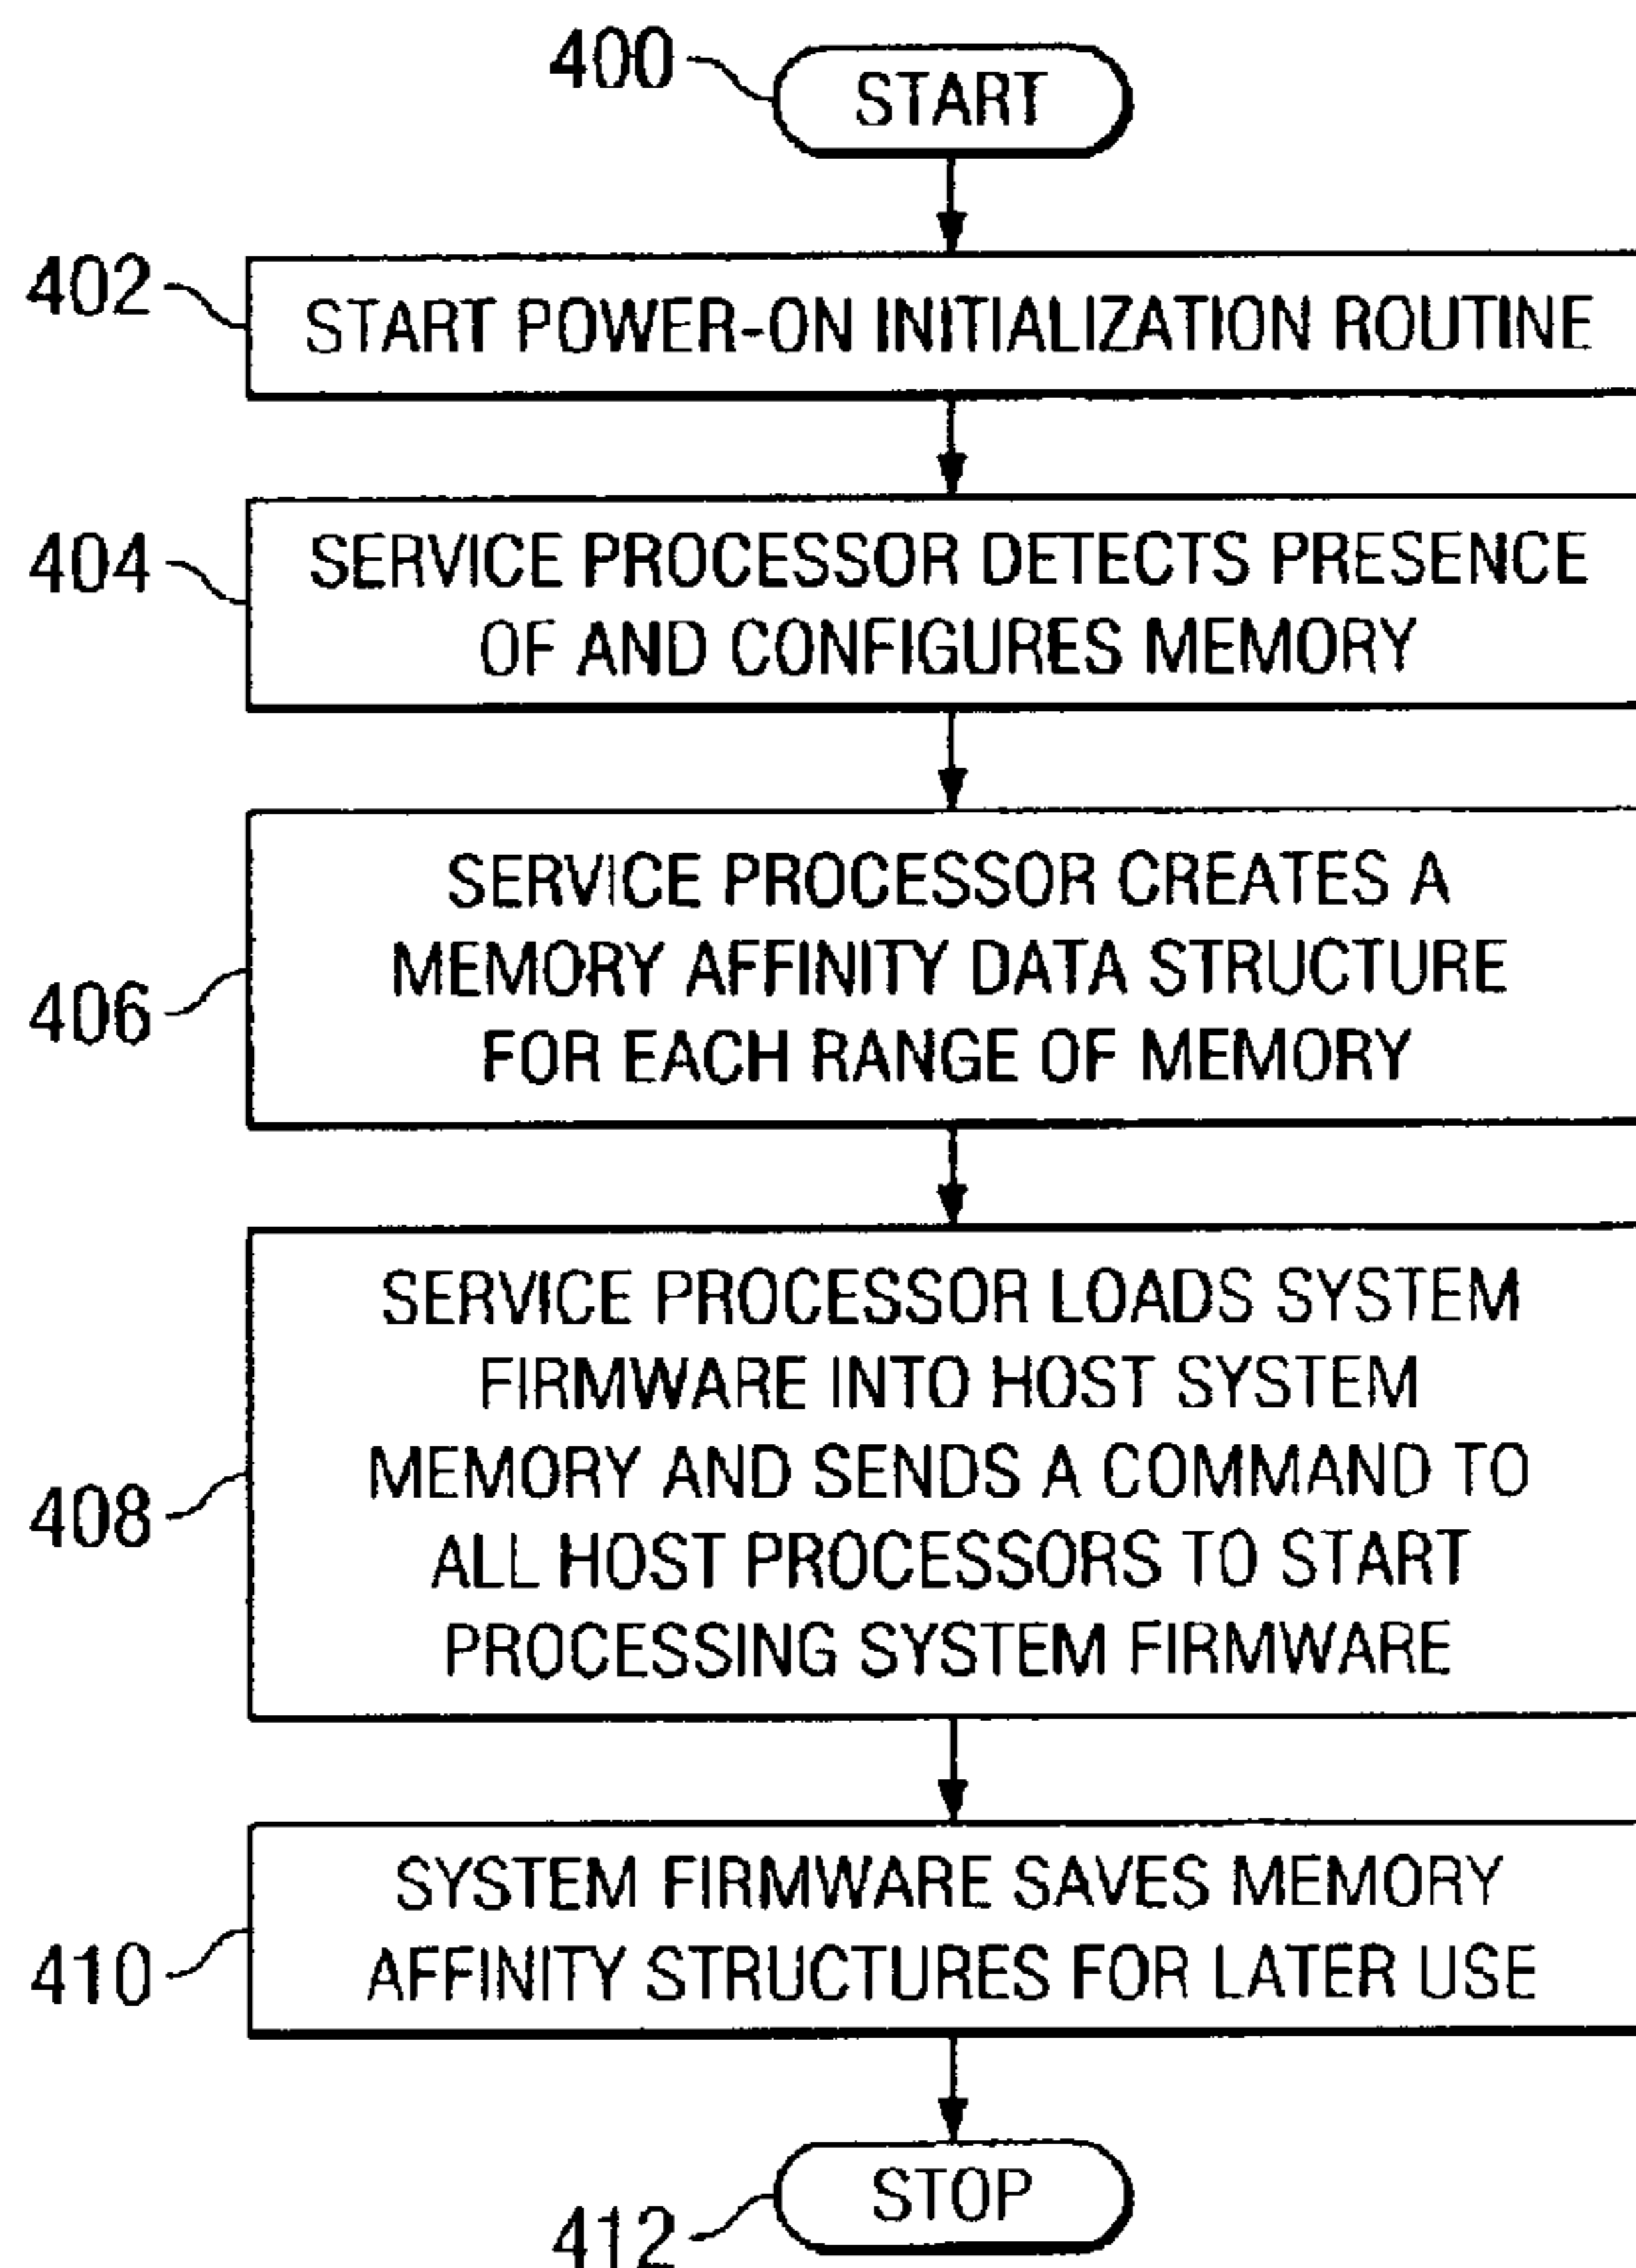 400
START
402
START POWER-ON INITIALIZATION ROUTINE
404
SERVICE PROCESSOR DETECTS PRESENCE
OF AND CONFIGURES MEMORY
406
SERVICE PROCESSOR CREATES A
MEMORY AFFINITY DATA STRUCTURE
FOR EACH RANGE OF MEMORY
408
SERVICE PROCESSOR LOADS SYSTEM
FIRMWARE INTO HOST SYSTEM
MEMORY AND SENDS A COMMAND TO
ALL HOST PROCESSORS TO START
PROCESSING SYSTEM FIRMWARE
410
SYSTEM FIRMWARE SAVES MEMORY
AFFINITY STRUCTURES FOR LATER USE
412
STOP